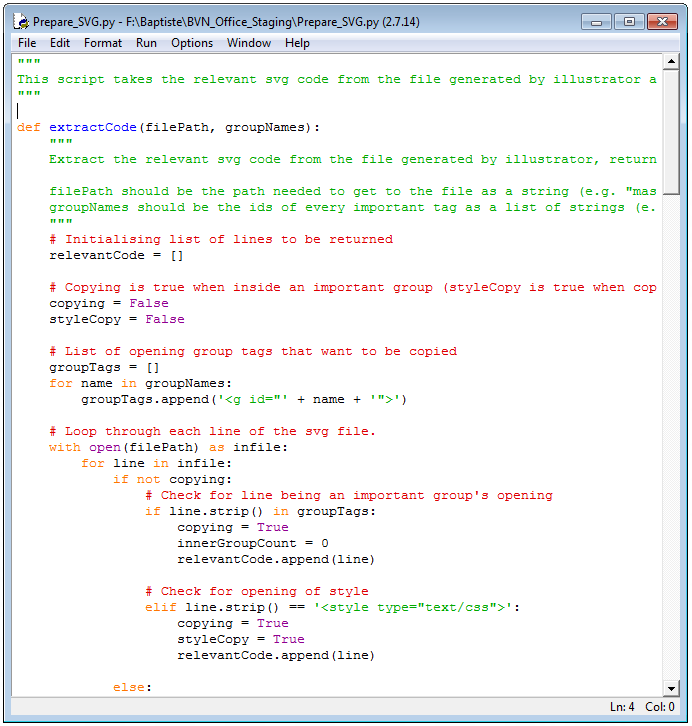 Prepare_SVG.py - F:\Baptiste\BVN_Office_Staging\Prepare_SVG.py (2.7.14)
File Edit Format Run Options Window Help
"""
This script takes the relevant svg code from the file generated by illustrator a
"""
def extractCode(filePath, groupNames):
    """
    Extract the relevant svg code from the file generated by illustrator, return
    filePath should be the path needed to get to the file as a string (e.g. "mas
    groupNames should be the ids of every important tag as a list of strings (e.
    """
    # Initialising list of lines to be returned
    relevantCode = []
    # Copying is true when inside an important group (styleCopy is true when cop
    copying = False
    styleCopy = False
    # List of opening group tags that want to be copied
    groupTags = []
    for name in groupNames:
        groupTags.append('<g id="' + name + '">')
    # Loop through each line of the svg file.
    with open(filePath) as infile:
        for line in infile:
            if not copying:
                # Check for line being an important group's opening
                if line.strip() in groupTags:
                    copying = True
                    innerGroupCount = 0
                    relevantCode.append(line)
                # Check for opening of style
                elif line.strip() == '<style type="text/css">':
                    copying = True
                    styleCopy = True
                    relevantCode.append(line)
            else:
Ln: 4 Col: 0